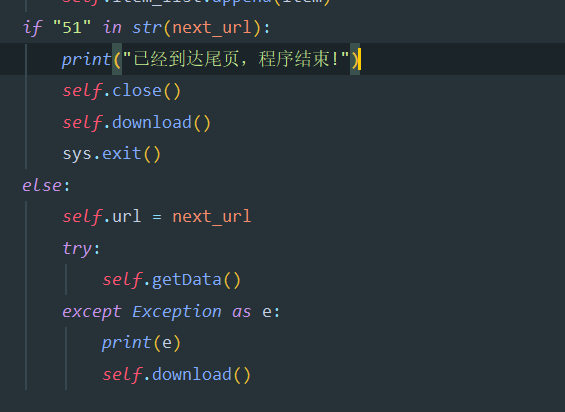 self.item_list.append(item)
if "51" in str(next_url):
print("已经到达尾页，程序结束!")
self.close()
self.download()
sys.exit()
else:
self.url = next_url
try:
self.getData()
except Exception as e:
print(e)
self.download()